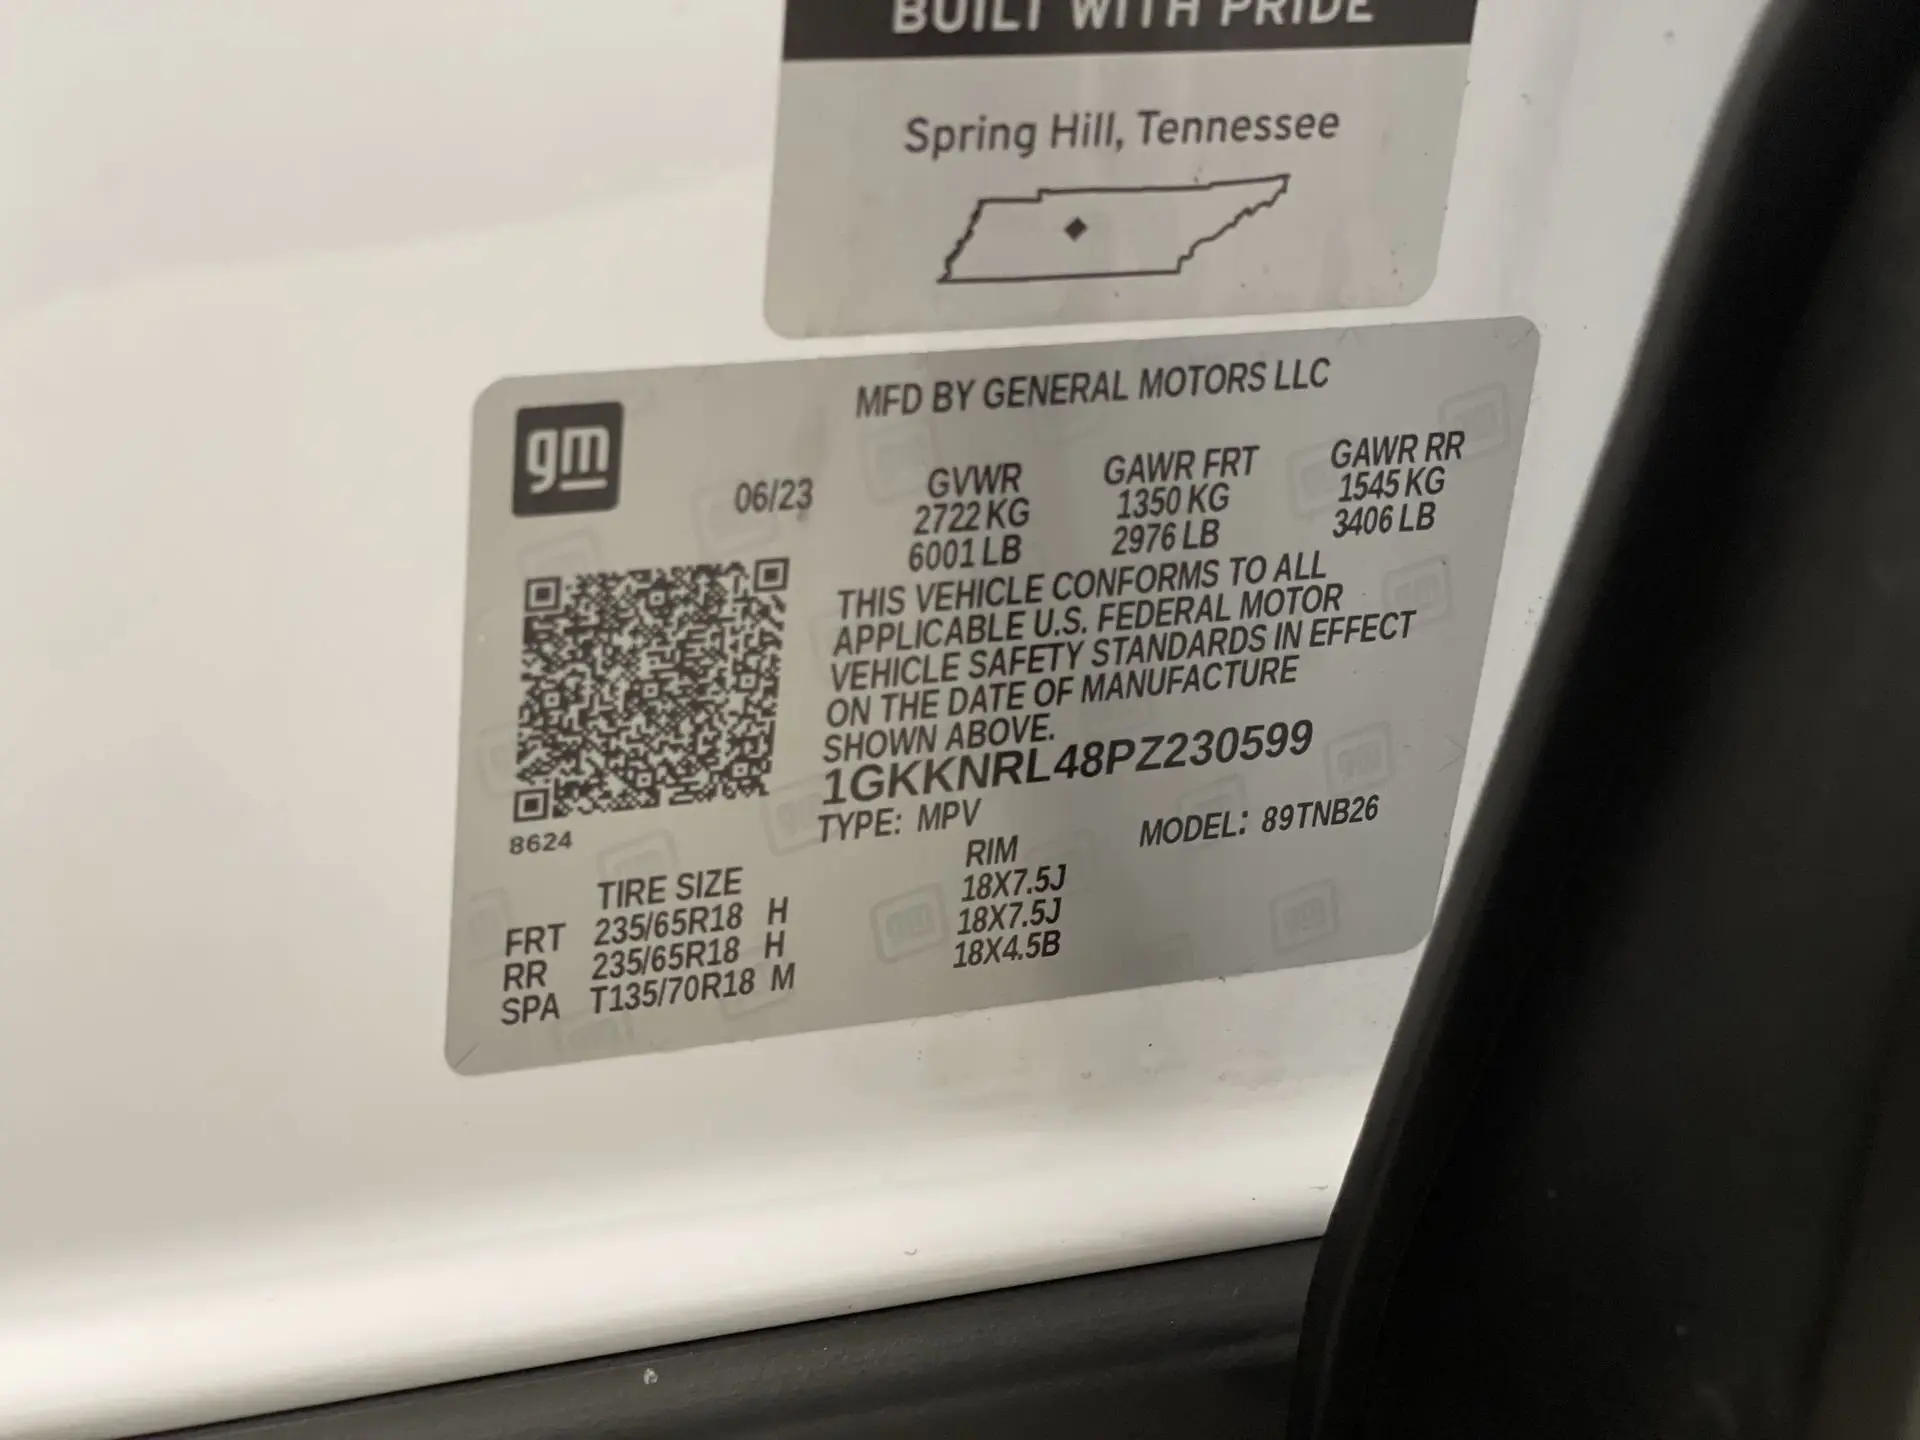 BUILT WITH PRIDE
Spring Hill, Tennessee
MFD BY GENERAL MOTORS LLC
gm
06/23 GVWR GAWR FRT GAWR RR
2722 KG 1350 KG 1545 KG
6001 LB 2976 LB 3406 LB
THIS VEHICLE CONFORMS TO ALL
APPLICABLE U.S. FEDERAL MOTOR
VEHICLE SAFETY STANDARDS IN EFFECT
ON THE DATE OF MANUFACTURE
SHOWN ABOVE.
1GKKNRL48PZ230599
TYPE: MPV MODEL: 89TNB26
8624
TIRE SIZE RIM
FRT 235/65R18 H 18X7.5J
RR 235/65R18 H 18X7.5J
SPA T135/70R18 M 18X4.5B